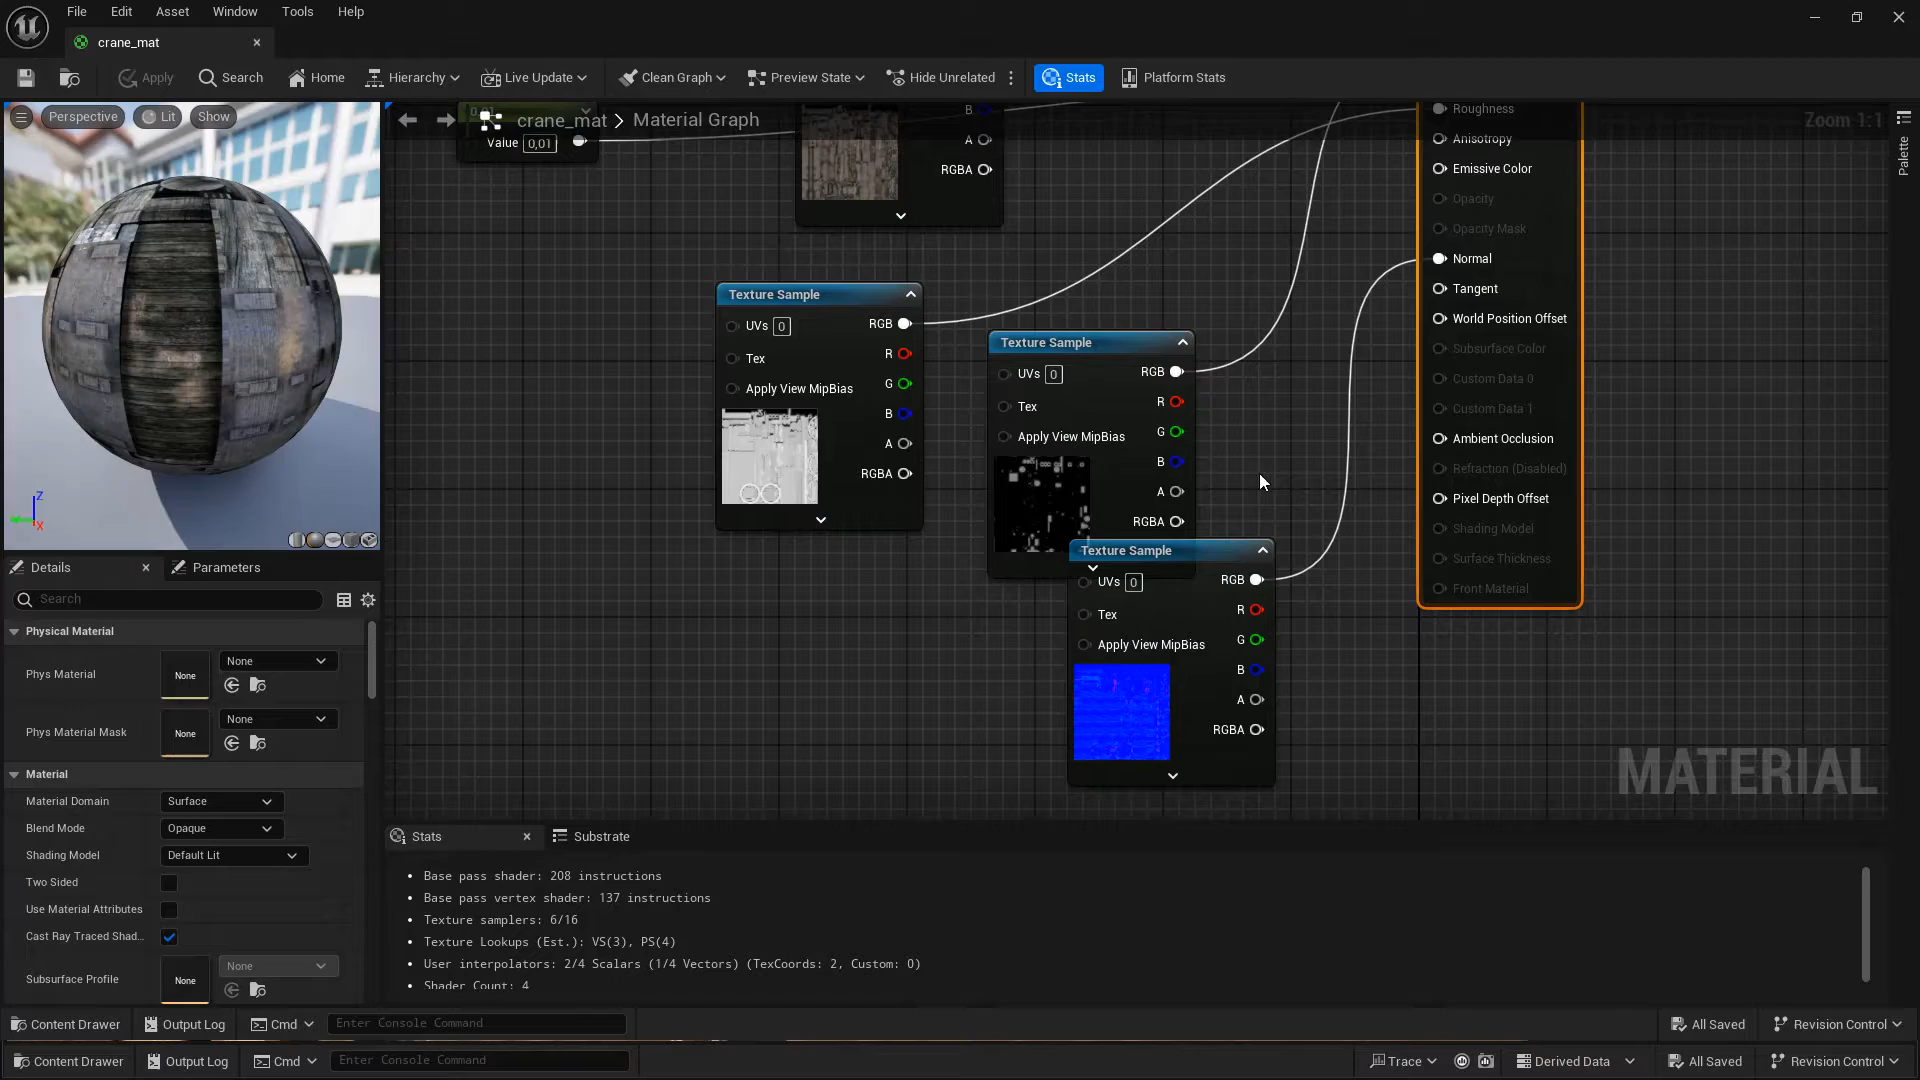 File Edit Asset Window Tools Help
crane_mat
Apply Search Home Hierarchy Live Update Clean Graph Preview State Hide Unrelated Stats Platform Stats
Perspective Lit Show
crane_mat > Material Graph
Zoom 1:1
Palette
0,01
Value 0,01
B
A
RGBA
Roughness
Anisotropy
Emissive Color
Opacity
Opacity Mask
Normal
Tangent
World Position Offset
Subsurface Color
Custom Data 0
Custom Data 1
Ambient Occlusion
Refraction (Disabled)
Pixel Depth Offset
Shading Model
Surface Thickness
Front Material
Texture Sample
UVs 0 RGB
R
Tex
G
Apply View MipBias
B
A
RGBA
Texture Sample
UVs 0 RGB
R
Tex
G
Apply View MipBias
B
A
RGBA
Texture Sample
UVs 0 RGB
R
Tex
G
Apply View MipBias
B
A
RGBA
MATERIAL
Z
X
Details Parameters
Search
Physical Material
Phys Material None None
Phys Material Mask None None
Material
Material Domain Surface
Blend Mode Opaque
Shading Model Default Lit
Two Sided
Use Material Attributes
Cast Ray Traced Shad...
Subsurface Profile None None
Stats Substrate
Base pass shader: 208 instructions
Base pass vertex shader: 137 instructions
Texture samplers: 6/16
Texture Lookups (Est.): VS(3), PS(4)
User interpolators: 2/4 Scalars (1/4 Vectors) (TexCoords: 2, Custom: 0)
Shader Count: 4
Content Drawer Output Log Cmd Enter Console Command All Saved Revision Control
Content Drawer Output Log Cmd Enter Console Command Trace Derived Data All Saved Revision Control